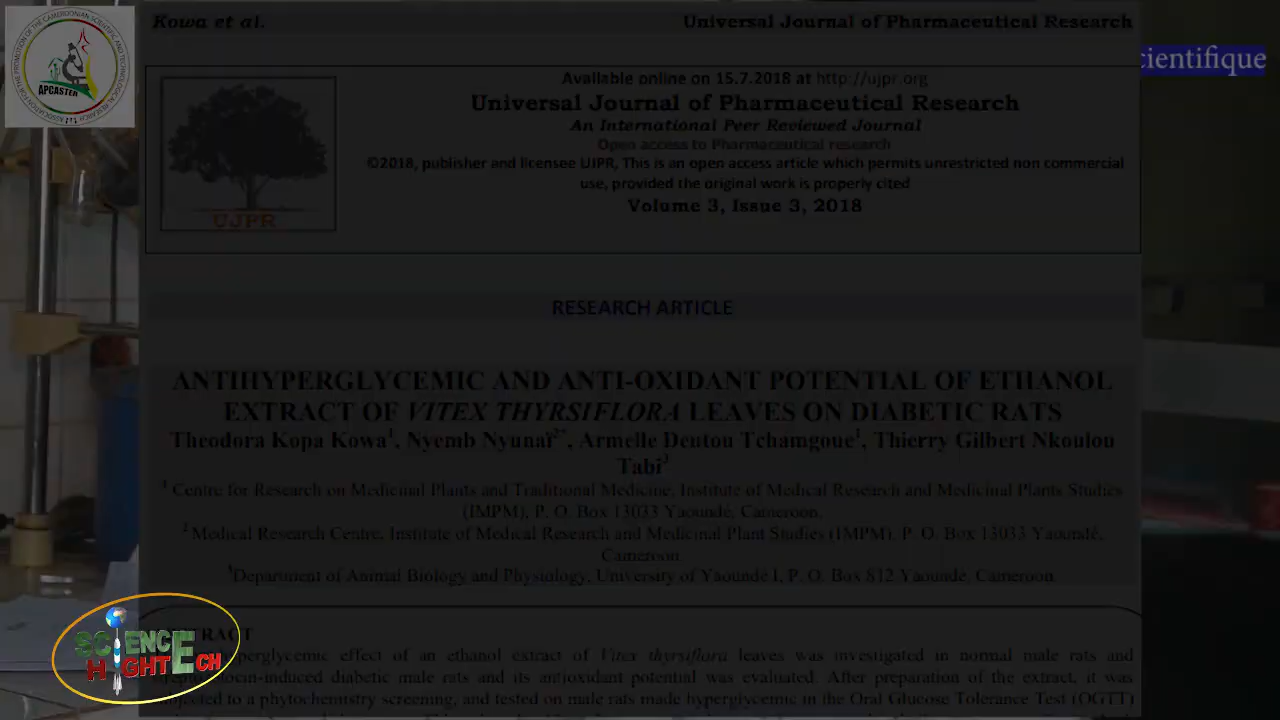 Kowa et al.
Universal Journal of Pharmaceutical Research
cientifique
APCASTER
Available online on 15.7.2018 at http://ujpr.org
Universal Journal of Pharmaceutical Research
An International Peer Reviewed Journal
Open access to Pharmaceutical research
©2018, publisher and licensee UJPR, This is an open access article which permits unrestricted non commercial
use, provided the original work is properly cited
Volume 3, Issue 3, 2018
UJPR
RESEARCH ARTICLE
ANTIHYPERGLYCEMIC AND ANTI-OXIDANT POTENTIAL OF ETHANOL
EXTRACT OF VITEX THYRSIFLORA LEAVES ON DIABETIC RATS
Theodora Kopa Kowa1, Nyemb Nyunaï2*, Armelle Deutou Tchamgoue1, Thierry Gilbert Nkoulou
Tabi3
1 Centre for Research on Medicinal Plants and Traditional Medicine, Institute of Medical Research and Medicinal Plants Studies
(IMPM), P. O. Box 13033 Yaoundé, Cameroon.
2 Medical Research Centre, Institute of Medical Research and Medicinal Plant Studies (IMPM), P. O. Box 13033 Yaoundé,
Cameroon.
3Department of Animal Biology and Physiology, University of Yaoundé I, P. O. Box 812 Yaoundé, Cameroon
RACT
perglycemic effect of an ethanol extract of Vitex thyrsiflora leaves was investigated in normal male rats and
induced diabetic male rats and its antioxidant potential was evaluated. After preparation of the extract, it was
to a phytochemistry screening, and tested on male rats made hyperglycemic in the Oral Glucose Tolerance Test (OGTT)
SCIENCE
HIGHTECH